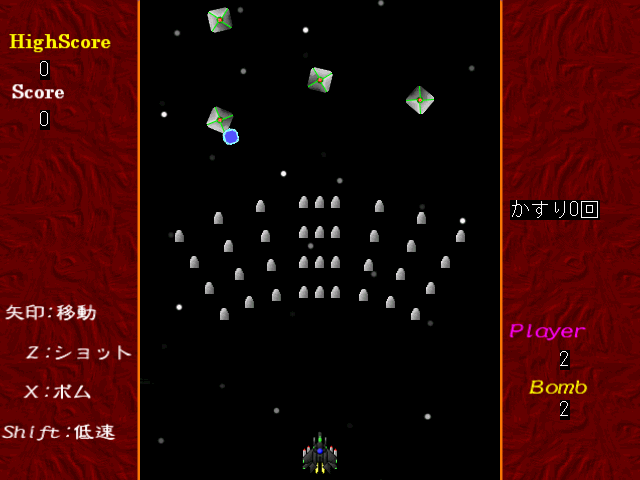 HighScore
0
Score
0
矢印:移動
Z:ショット
X:ボム
Shift:低速
かすり0回
Player
2
Bomb
2